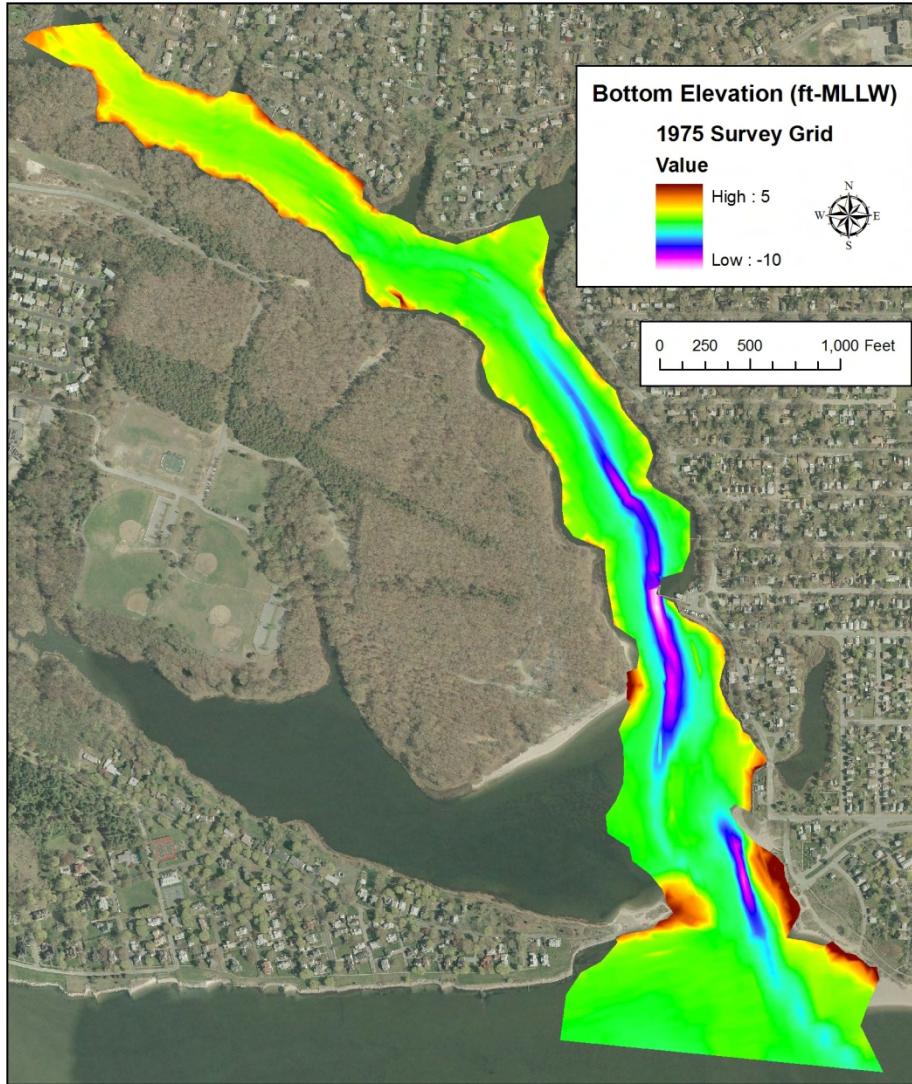 Bottom Elevation (ft-MLLW)
1975 Survey Grid
Value
High : 5
Low : -10
N
W E
S
0 250 500 1,000 Feet